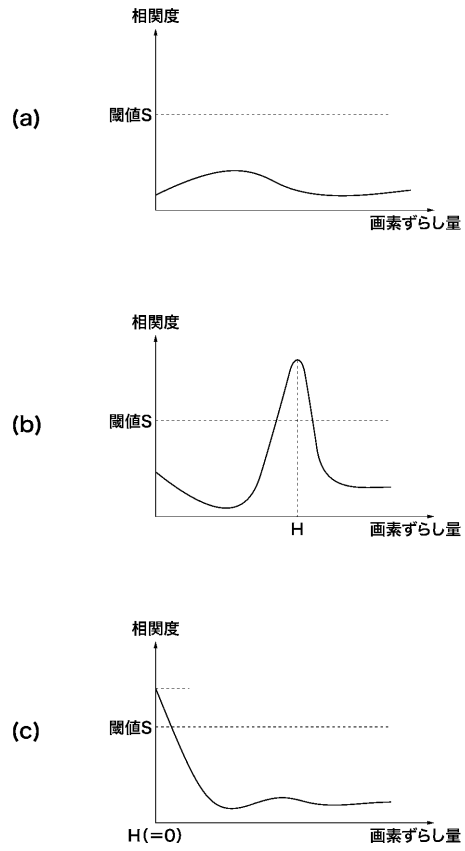 相関度
(a)
閾値S
画素ずらし量
相関度
(b)
閾値S
H
画素ずらし量
相関度
(c)
閾値S
H(=0)
画素ずらし量